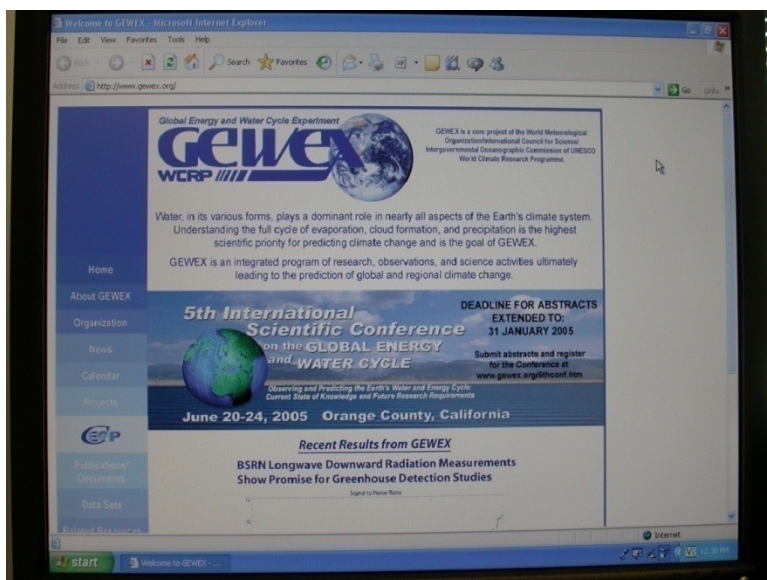 Welcome to GEWEX - Microsoft Internet Explorer
File Edit View Favorites Tools Help
Back Search Favorites
Address http://www.gewex.org/ Go Links
Global Energy and Water Cycle Experiment
GEWEX
WCRP
GEWEX is a core project of the World Meteorological
Organization/International Council for Science/
Intergovernmental Oceanographic Commission of UNESCO
World Climate Research Programme.
Water, in its various forms, plays a dominant role in nearly all aspects of the Earth's climate system.
Understanding the full cycle of evaporation, cloud formation, and precipitation is the highest
scientific priority for predicting climate change and is the goal of GEWEX.
GEWEX is an integrated program of research, observations, and science activities ultimately
leading to the prediction of global and regional climate change.
Home
About GEWEX
Organization
News
Calendar
Projects
Publications/
Documents
Data Sets
Related Resources
5th International
Scientific Conference
on the GLOBAL ENERGY
and WATER CYCLE
DEADLINE FOR ABSTRACTS
EXTENDED TO:
31 JANUARY 2005
Submit abstracts and register
for the Conference at
www.gewex.org/5thconf.htm
Observing and Predicting the Earth's Water and Energy Cycle:
Current State of Knowledge and Future Research Requirements
June 20-24, 2005 Orange County, California
Recent Results from GEWEX
BSRN Longwave Downward Radiation Measurements
Show Promise for Greenhouse Detection Studies
Signal to Noise Ratio
Internet
start Welcome to GEWEX - ...